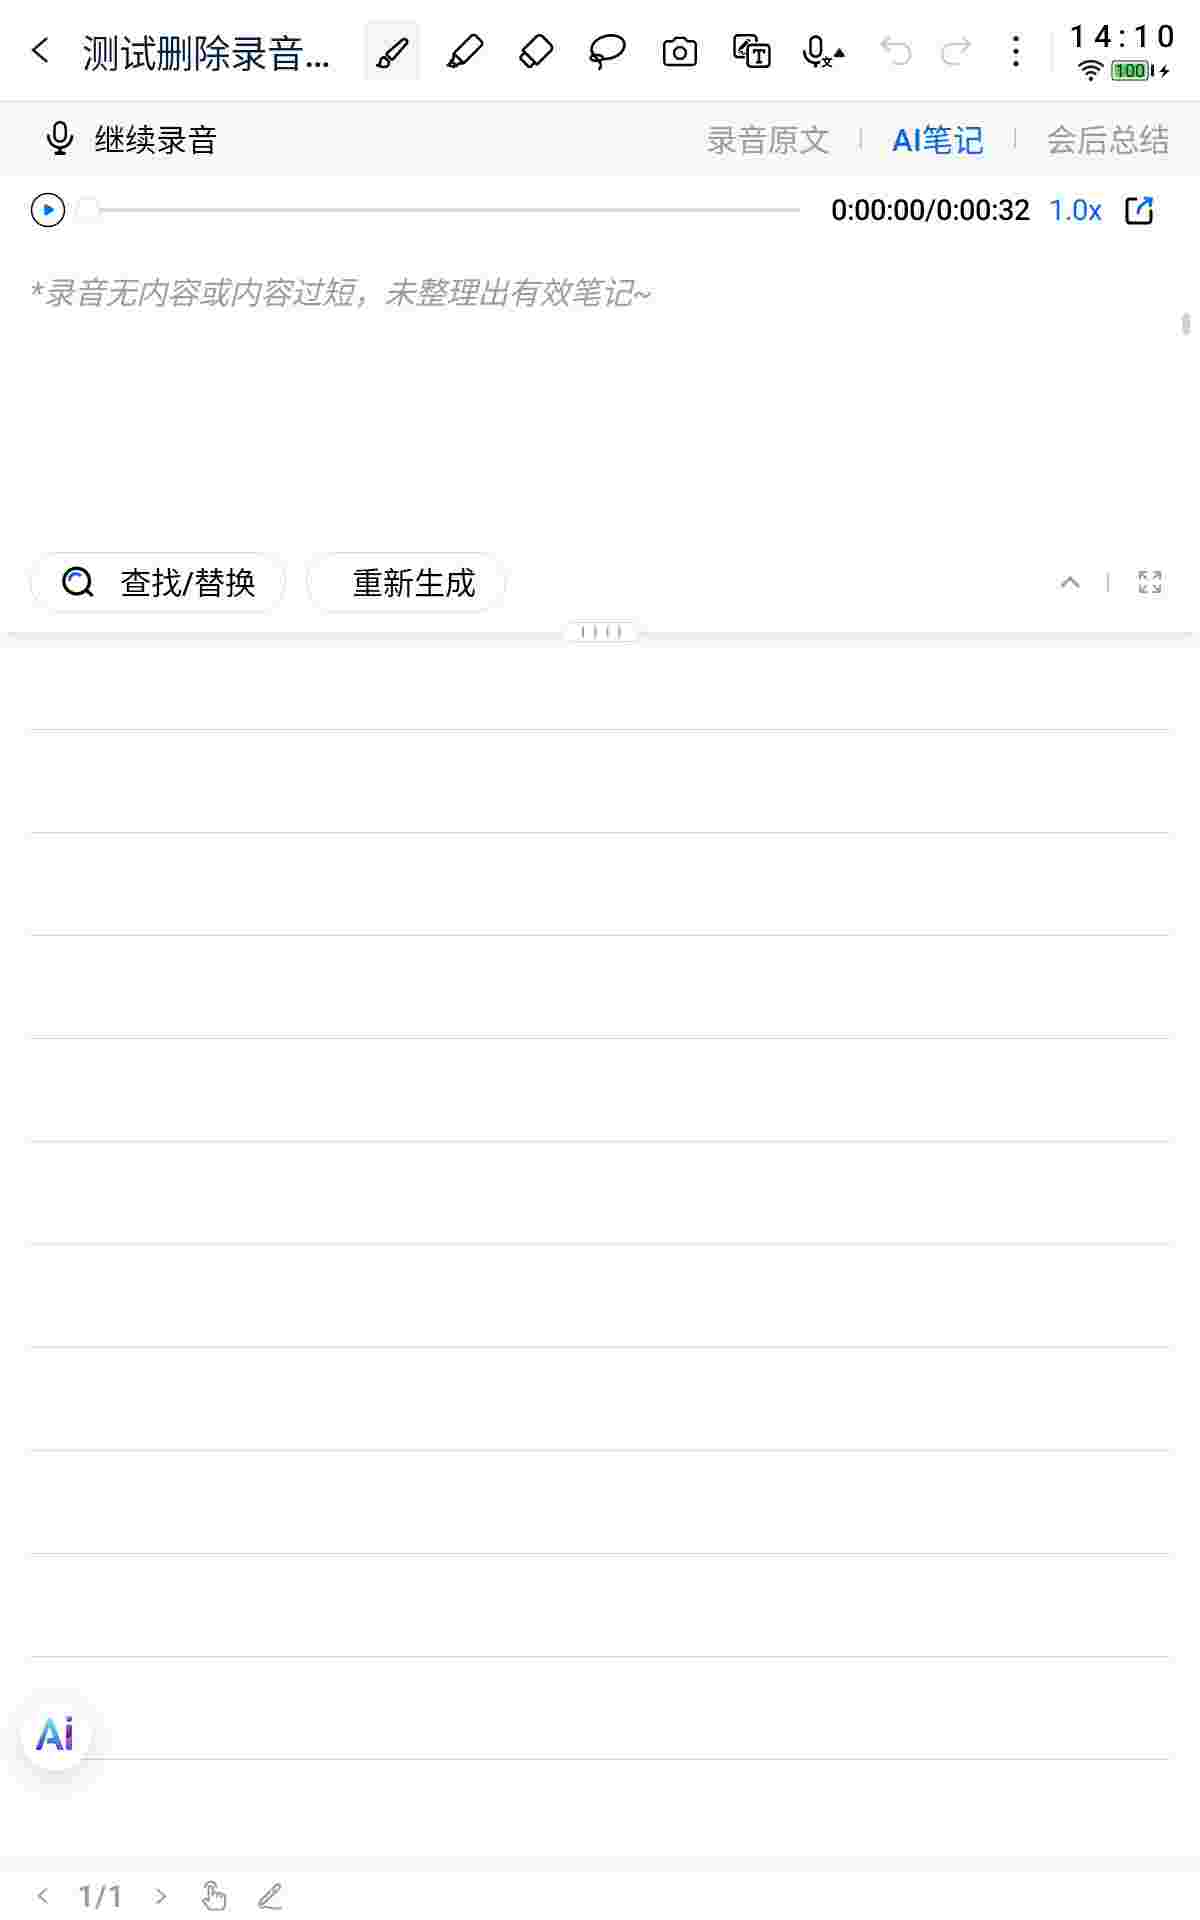 测试删除录音...
14:10
100
继续录音
录音原文
AI笔记
会后总结
0:00:00/0:00:32 1.0x
*录音无内容或内容过短，未整理出有效笔记~
查找/替换
重新生成
Ai
1/1